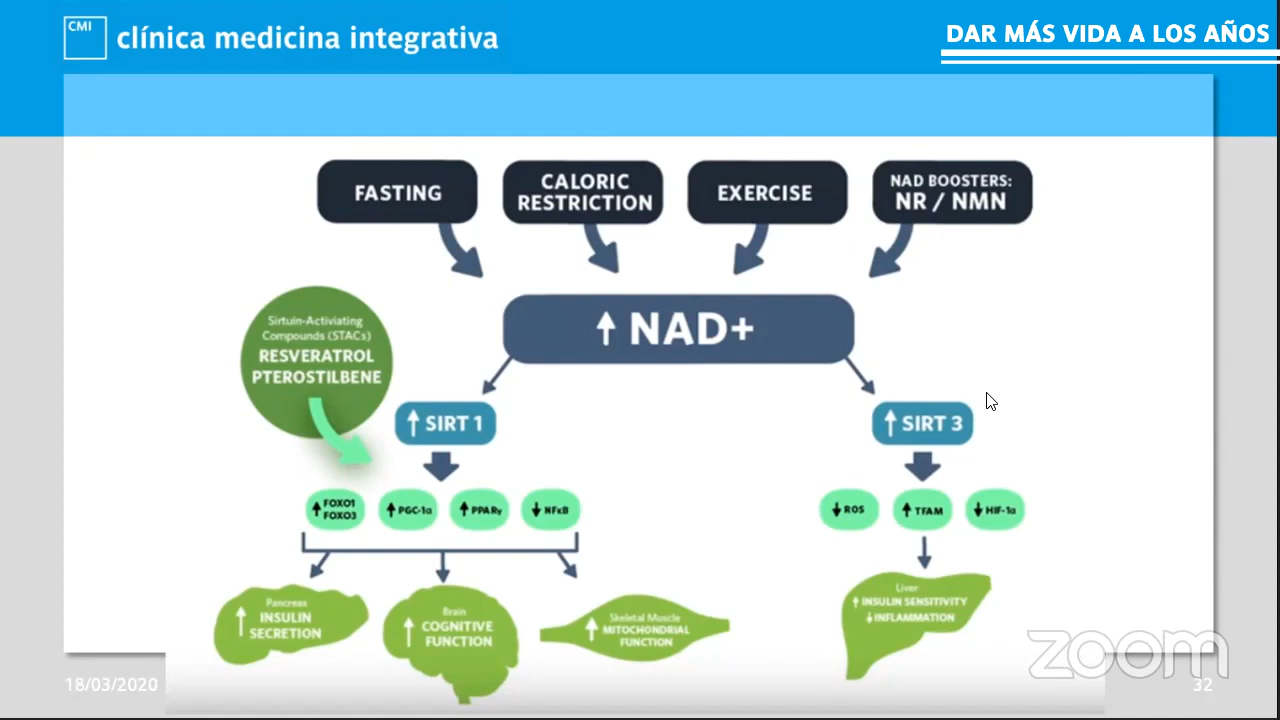 CMI
clínica medicina integrativa
DAR MÁS VIDA A LOS AÑOS
FASTING
CALORIC
RESTRICTION
EXERCISE
NAD BOOSTERS:
NR / NMN
↑ NAD+
Sirtuin-Activiating
Compounds (STACs)
RESVERATROL
PTEROSTILBENE
↑ SIRT 1
↑ SIRT 3
↑ FOXO1
FOXO3
↑ PGC-1α
↑ PPARγ
↓ NFκB
↓ ROS
↑ TFAM
↓ HIF-1α
Pancreas
↑ INSULIN
SECRETION
Brain
↑ COGNITIVE
FUNCTION
Skeletal Muscle
↑ MITOCHONDRIAL
FUNCTION
Liver
↑ INSULIN SENSITIVITY
↓ INFLAMMATION
zoom
18/03/2020
32